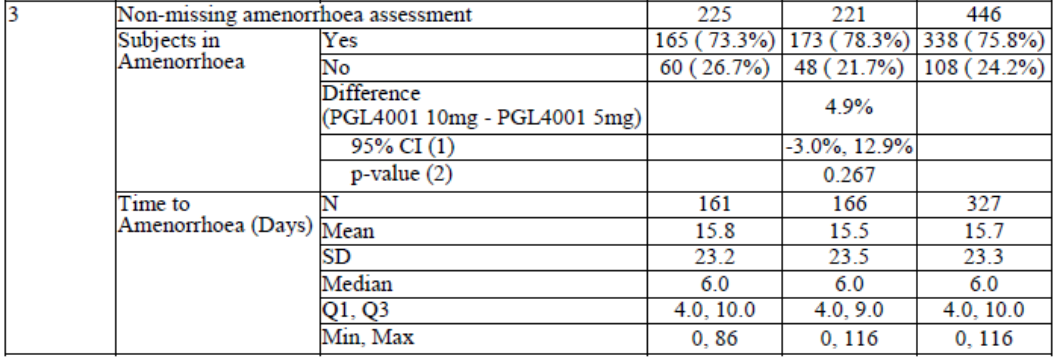 3 Non-missing amenorrhoea assessment 225 221 446
Subjects in Amenorrhoea Yes 165 ( 73.3%) 173 ( 78.3%) 338 ( 75.8%)
No 60 ( 26.7%) 48 ( 21.7%) 108 ( 24.2%)
Difference
(PGL4001 10mg - PGL4001 5mg) 4.9%
95% CI (1) -3.0%, 12.9%
p-value (2) 0.267
Time to Amenorrhoea (Days) N 161 166 327
Mean 15.8 15.5 15.7
SD 23.2 23.5 23.3
Median 6.0 6.0 6.0
Q1, Q3 4.0, 10.0 4.0, 9.0 4.0, 10.0
Min, Max 0, 86 0, 116 0, 116